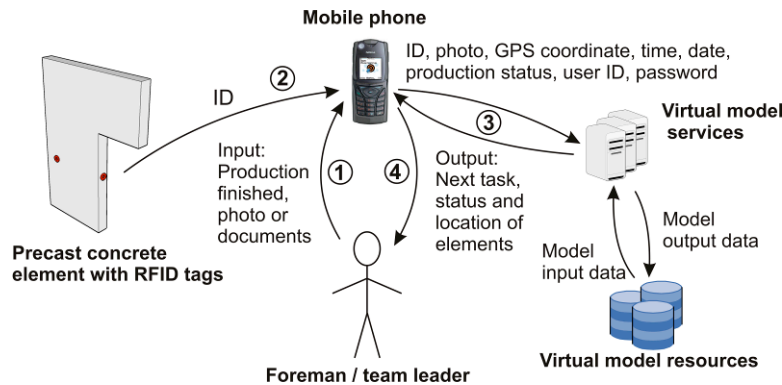 Mobile phone
ID, photo, GPS coordinate, time, date,
production status, user ID, password
ID
2
Virtual model
services
3
Input:
Production
finished,
photo or
documents
1
4
Output:
Next task,
status and
location of
elements
Precast concrete
element with RFID tags
Model
input data
Model
output data
Foreman / team leader
Virtual model resources